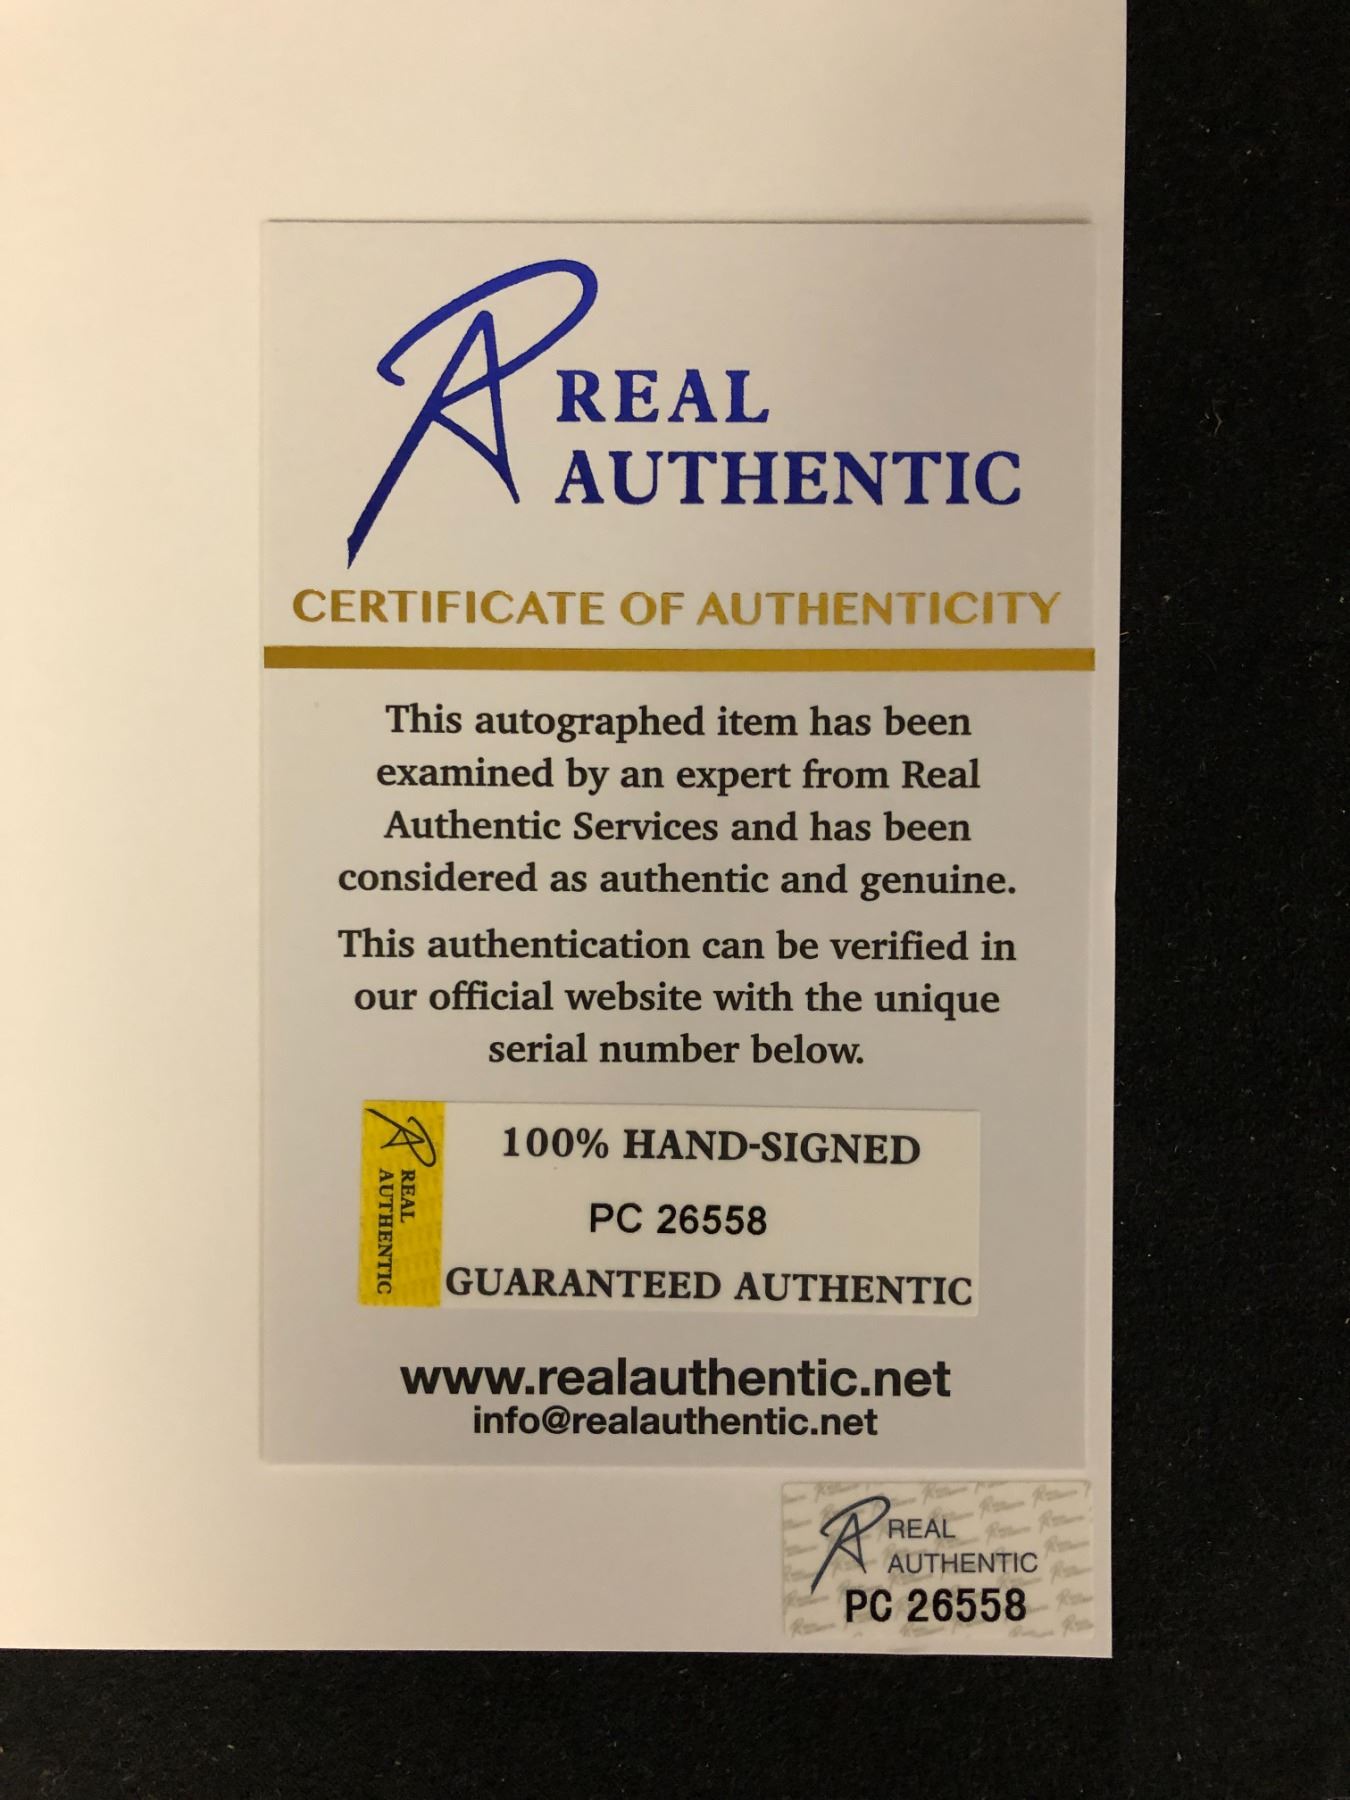 RA REAL
AUTHENTIC
CERTIFICATE OF AUTHENTICITY
This autographed item has been
examined by an expert from Real
Authentic Services and has been
considered as authentic and genuine.
This authentication can be verified in
our official website with the unique
serial number below.
RA REAL
AUTHENTIC
100% HAND-SIGNED
PC 26558
GUARANTEED AUTHENTIC
www.realauthentic.net
info@realauthentic.net
RA REAL
AUTHENTIC
PC 26558